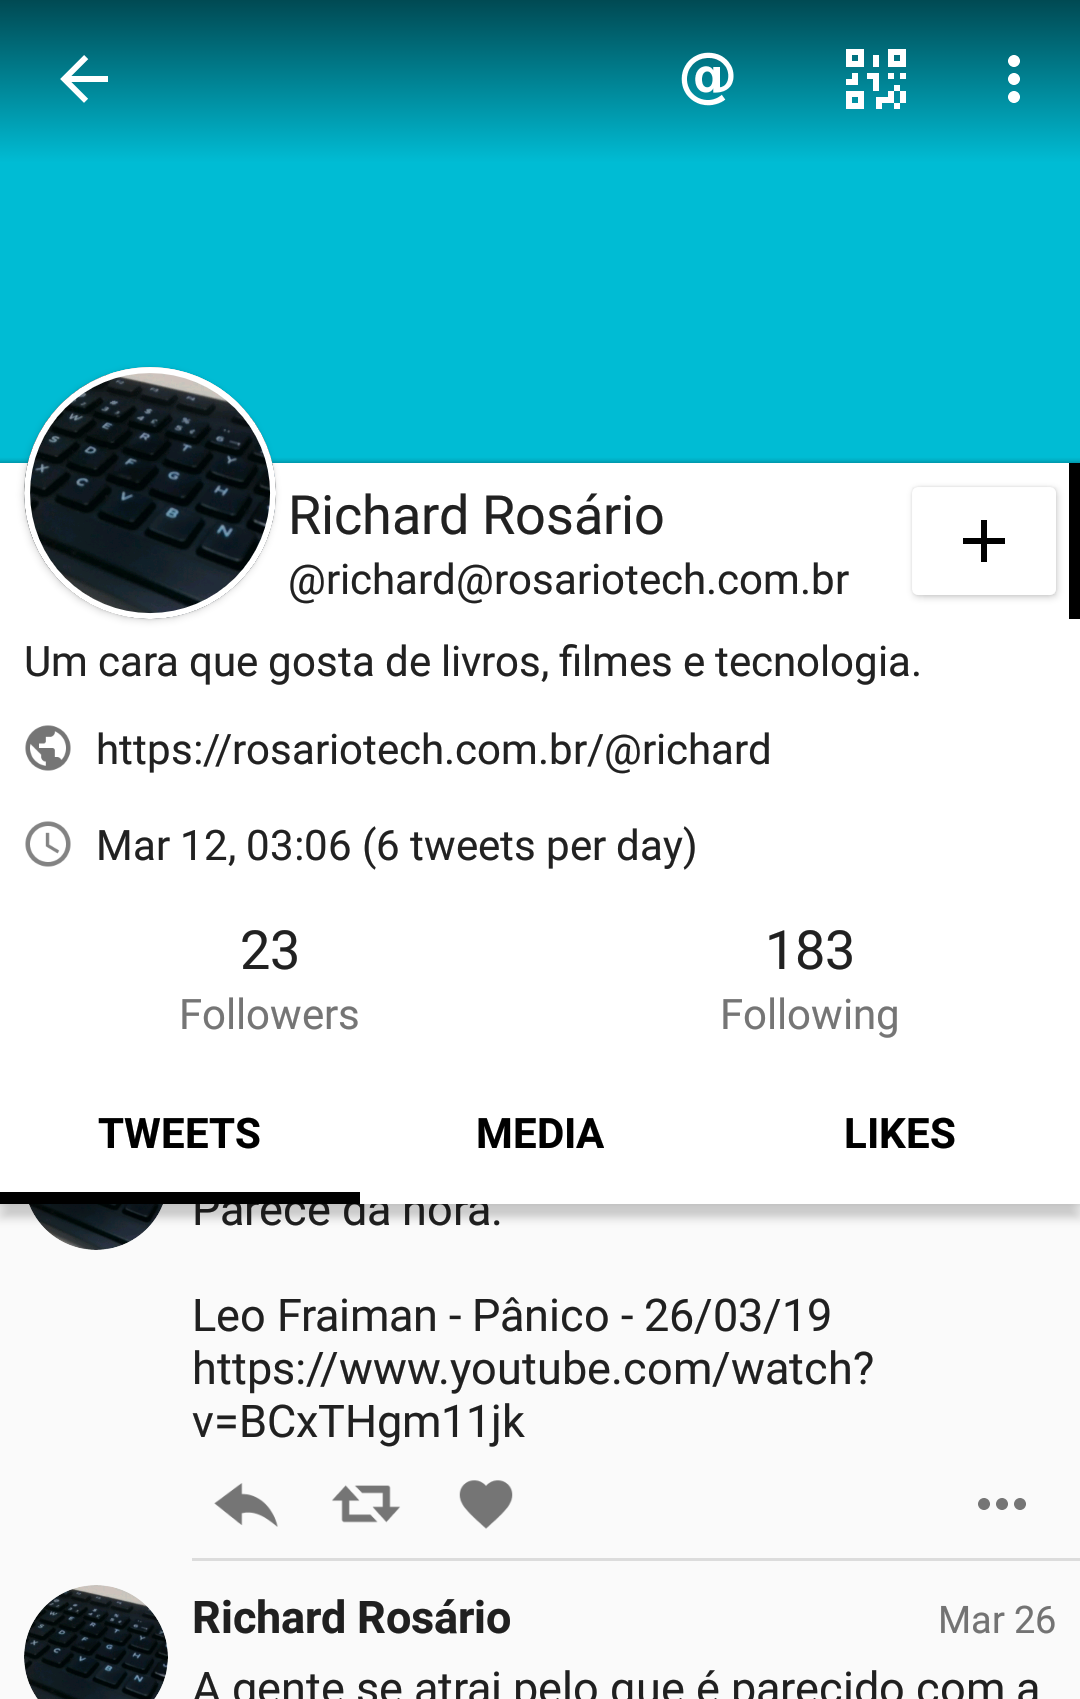 @
Richard Rosário
@richard@rosariotech.com.br
Um cara que gosta de livros, filmes e tecnologia.
https://rosariotech.com.br/@richard
Mar 12, 03:06 (6 tweets per day)
23 183
Followers Following
TWEETS MEDIA LIKES
Parece da hora.
Leo Fraiman - Pânico - 26/03/19
https://www.youtube.com/watch?
v=BCxTHgm11jk
Richard Rosário Mar 26
A gente se atrai pelo que é parecido com a